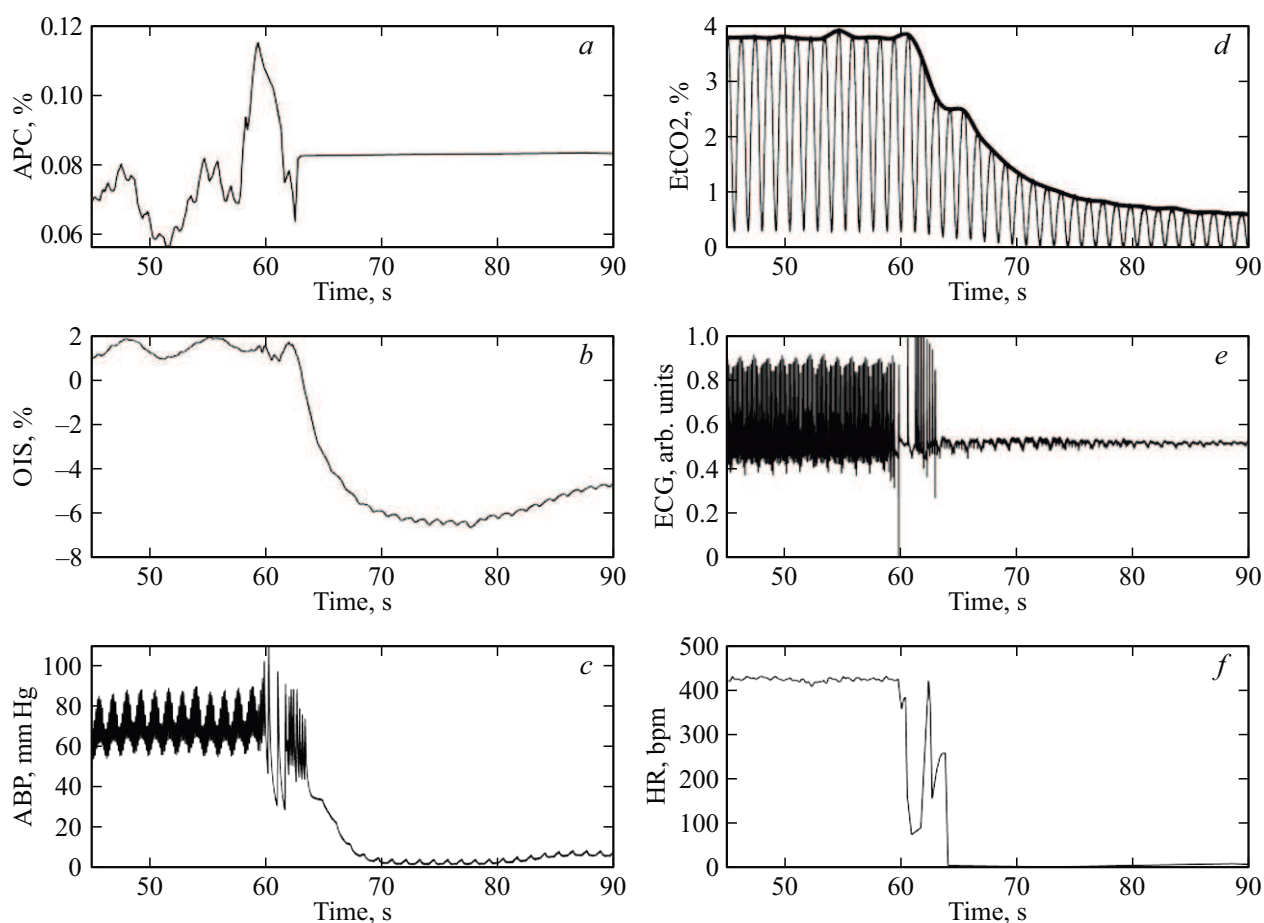 0.12
a
0.10
0.08
0.06
APC, %
50 60 70 80 90
Time, s
4
d
3
2
1
0
EtCO2, %
50 60 70 80 90
Time, s
2
b
0
–2
–4
–6
–8
OIS, %
50 60 70 80 90
Time, s
1.0
e
0.8
0.6
0.4
0.2
0
ECG, arb. units
50 60 70 80 90
Time, s
100
c
80
60
40
20
0
ABP, mm Hg
50 60 70 80 90
Time, s
500
f
400
300
200
100
0
HR, bpm
50 60 70 80 90
Time, s